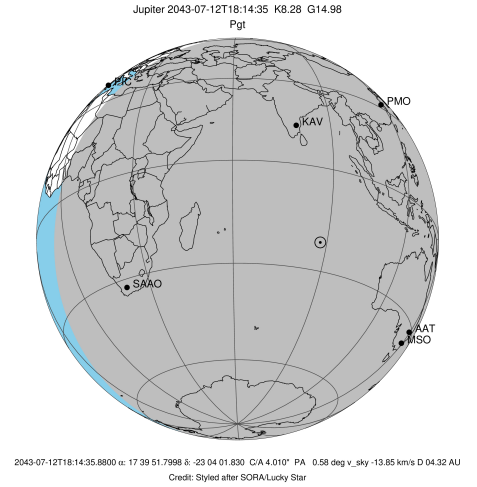 Jupiter 2043-07-12T18:14:35  K8.28  G14.98
Pgt
PIC
PMO
KAV
SAAO
AAT
MSO
2043-07-12T18:14:35.8800 α: 17 39 51.7998 δ: -23 04 01.830  C/A 4.010"  PA  0.58 deg v_sky -13.85 km/s D 04.32 AU
Credit: Styled after SORA/Lucky Star